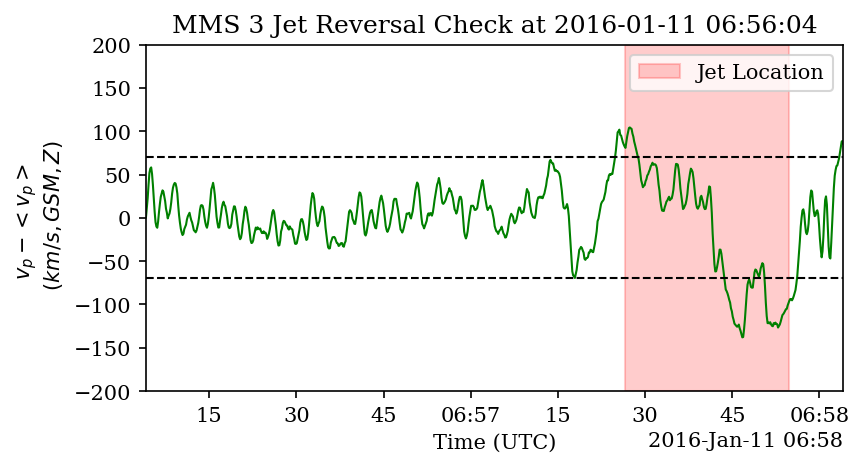 MMS 3 Jet Reversal Check at 2016-01-11 06:56:04
Jet Location
v_p − < v_p >
(km/s, GSM, Z)
200
150
100
50
0
−50
−100
−150
−200
15
30
45
06:57
15
30
45
06:58
Time (UTC)
2016-Jan-11 06:58